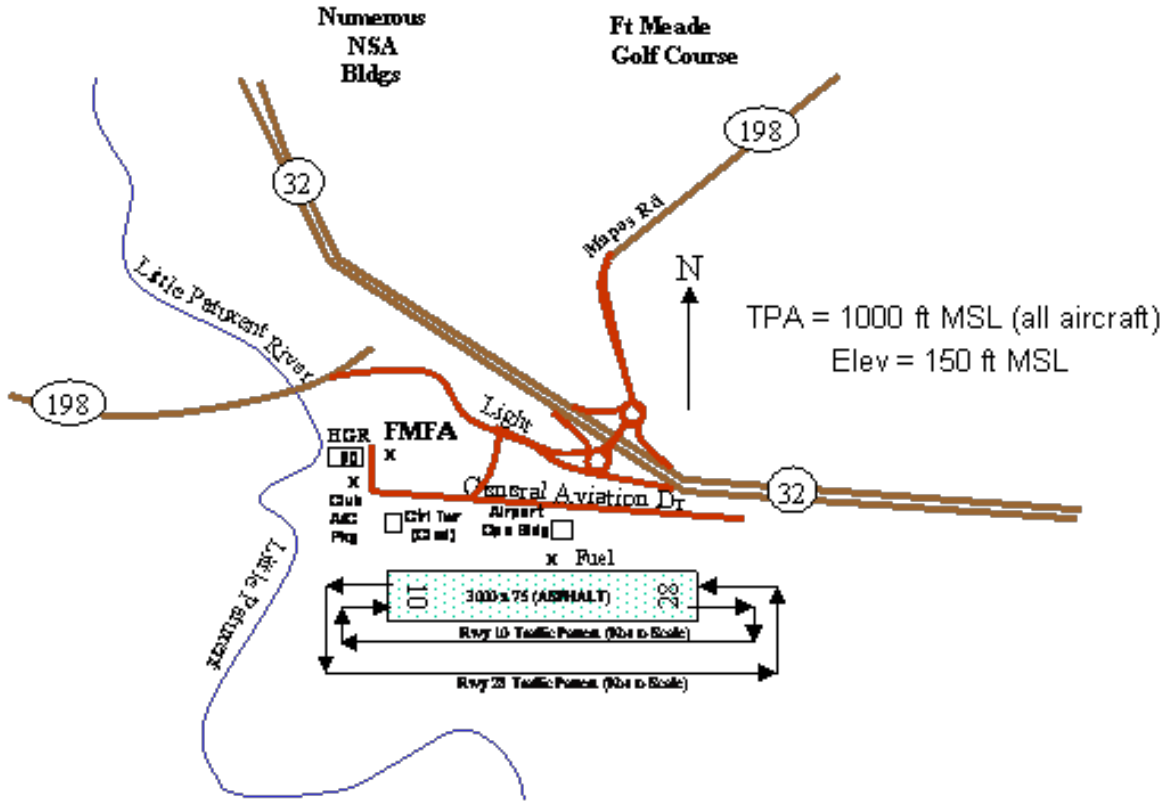 Numerous
NSA
Bldgs
Ft Meade
Golf Course
198
32
Mapes Rd
N
Little Patuxent River
TPA = 1000 ft MSL (all aircraft)
Elev = 150 ft MSL
198
Light
HGR
FMFA
90
x
x
Club
A/C
Pkg
General Aviation Dr
32
Ctrl Twr
(Clsd)
Airport
Ops Bldg
x Fuel
Little Patuxent
10
3000 x 75 (ASPHALT)
28
Rwy 10 Traffic Pattern (Not to Scale)
Rwy 28 Traffic Pattern (Not to Scale)